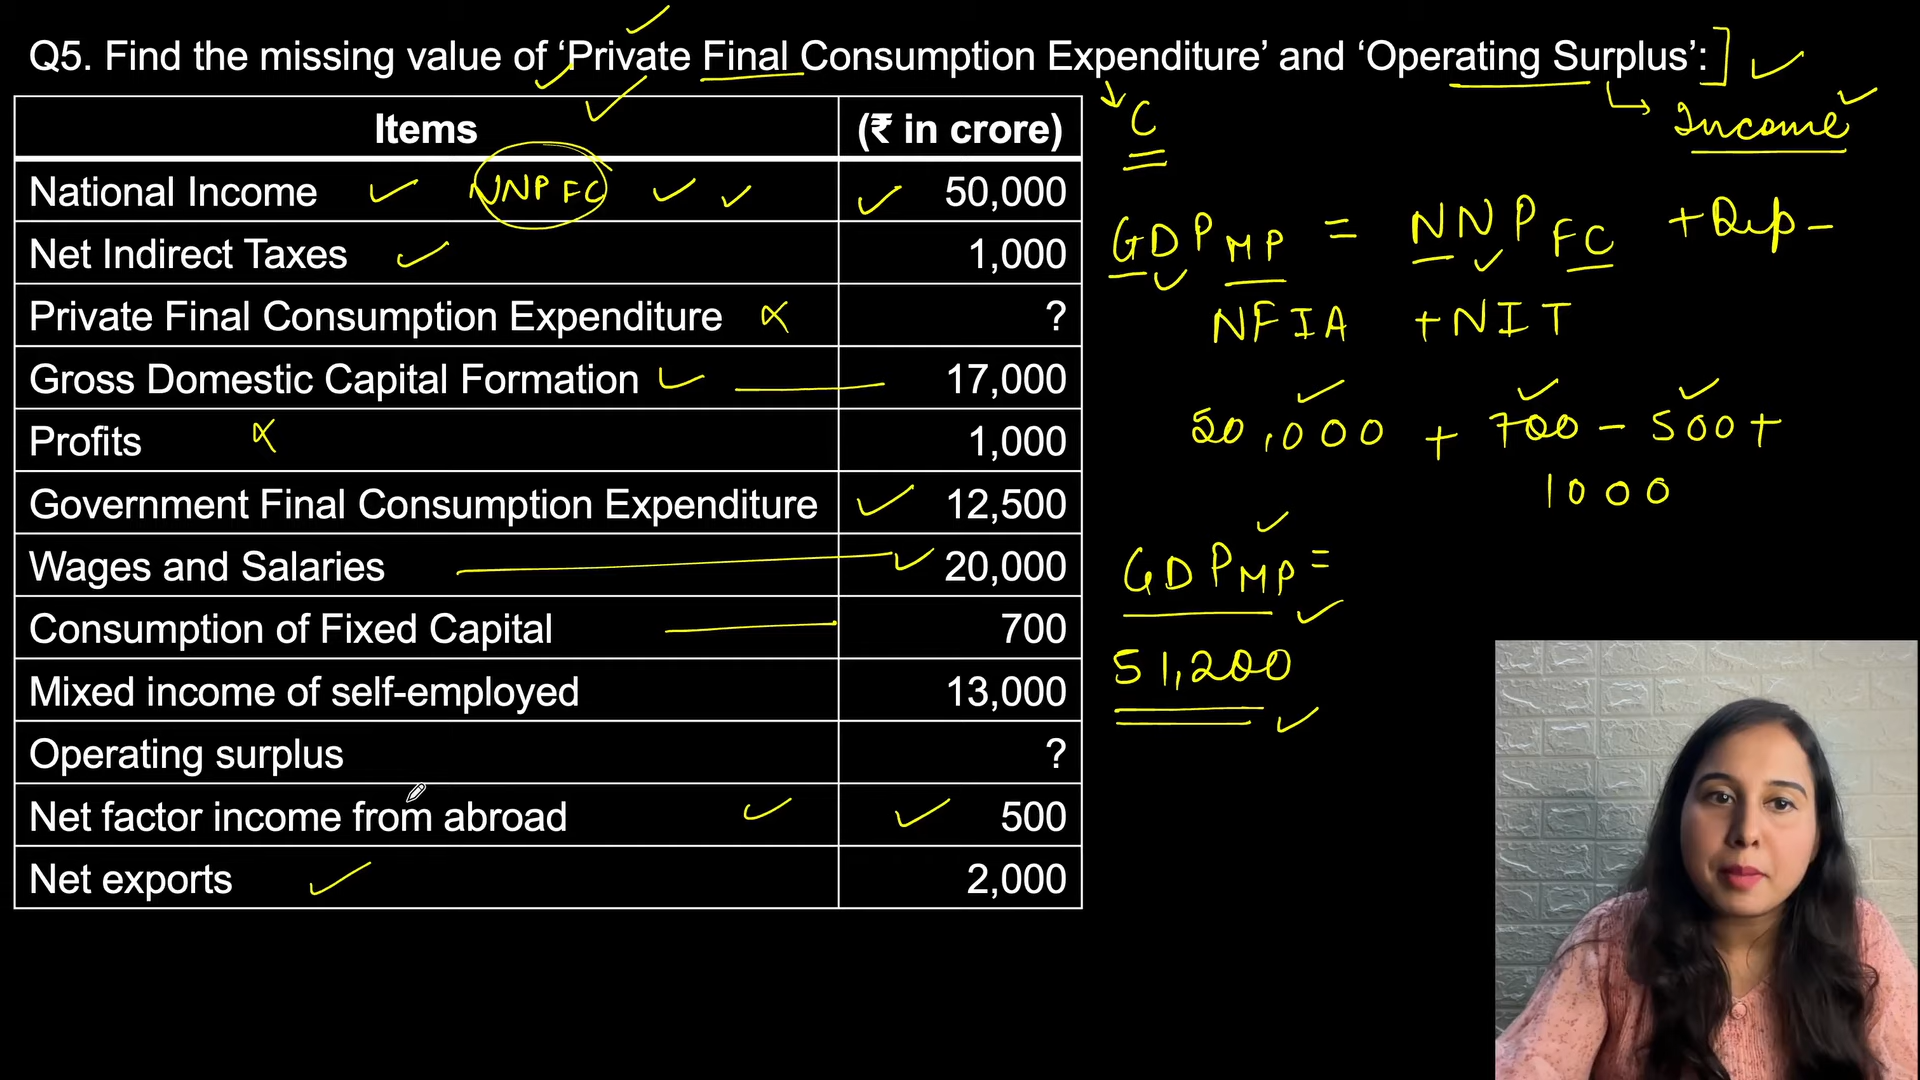 Q5. Find the missing value of ‘Private Final Consumption Expenditure’ and ‘Operating Surplus’:]
C
Income
Items (₹ in crore)
National Income NNP FC 50,000
Net Indirect Taxes 1,000
Private Final Consumption Expenditure ?
Gross Domestic Capital Formation 17,000
Profits 1,000
Government Final Consumption Expenditure 12,500
Wages and Salaries 20,000
Consumption of Fixed Capital 700
Mixed income of self-employed 13,000
Operating surplus ?
Net factor income from abroad 500
Net exports 2,000
GDP MP = NNP FC + Dep -
NFIA + NIT
50,000 + 700 - 500 +
1000
GDP MP =
51,200